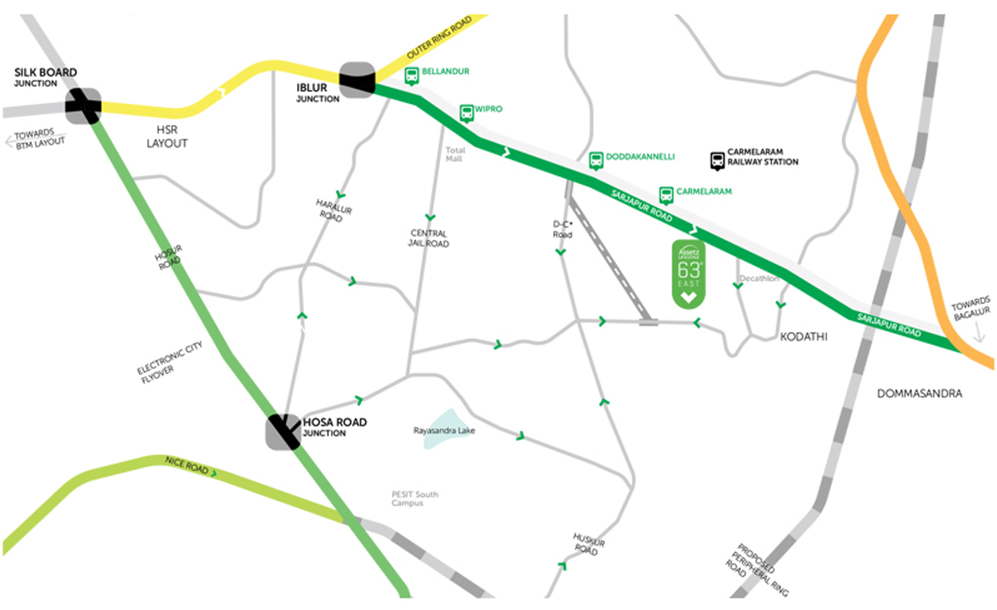 OUTER RING ROAD
SILK BOARD
JUNCTION
IBLUR
JUNCTION
BELLANDUR
WIPRO
TOWARDS
BTM LAYOUT
HSR
LAYOUT
Total
Mall
DODDAKANNELLI
CARMELARAM
RAILWAY STATION
CARMELARAM
SARJAPUR ROAD
HARALUR
ROAD
CENTRAL
JAIL ROAD
D-C*
Road
HOSUR
ROAD
Assetz
LIFESTYLE
63°
EAST
Decathlon
TOWARDS
BAGALUR
SARJAPUR ROAD
KODATHI
ELECTRONIC CITY
FLYOVER
DOMMASANDRA
HOSA ROAD
JUNCTION
Rayasandra Lake
NICE ROAD
PESIT South
Campus
HUSKUR
ROAD
PROPOSED
PERIPHERAL RING
ROAD